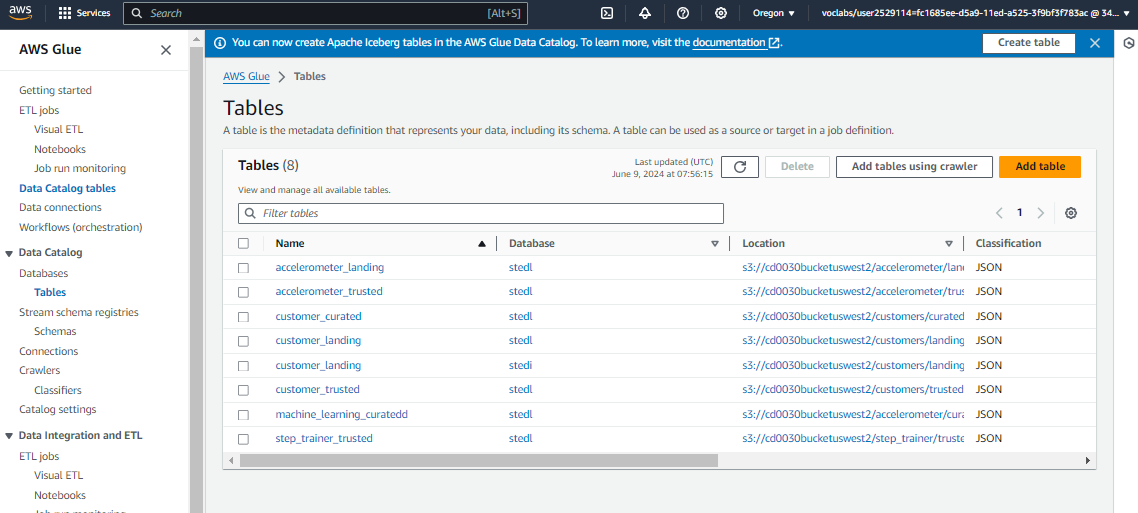 aws Services Search [Alt+S] Oregon ▼ voclabs/user2529114=fc1685ee-d5a9-11ed-a525-3f9bf3f783ac @ 34... ▼
AWS Glue
Getting started
ETL jobs
Visual ETL
Notebooks
Job run monitoring
Data Catalog tables
Data connections
Workflows (orchestration)
Data Catalog
Databases
Tables
Stream schema registries
Schemas
Connections
Crawlers
Classifiers
Catalog settings
Data Integration and ETL
ETL jobs
Visual ETL
Notebooks
Job run monitoring
You can now create Apache Iceberg tables in the AWS Glue Data Catalog. To learn more, visit the documentation. Create table
AWS Glue > Tables
Tables
A table is the metadata definition that represents your data, including its schema. A table can be used as a source or target in a job definition.
Tables (8)
Last updated (UTC)
June 9, 2024 at 07:56:15
Delete Add tables using crawler Add table
View and manage all available tables.
Filter tables
1
Name Database Location Classification
accelerometer_landing stedl s3://cd0030bucketuswest2/accelerometer/lan JSON
accelerometer_trusted stedl s3://cd0030bucketuswest2/accelerometer/trus JSON
customer_curated stedl s3://cd0030bucketuswest2/customers/curated JSON
customer_landing stedl s3://cd0030bucketuswest2/customers/landing JSON
customer_landing stedi s3://cd0030bucketuswest2/customers/landing JSON
customer_trusted stedl s3://cd0030bucketuswest2/customers/trusted JSON
machine_learning_curatedd stedl s3://cd0030bucketuswest2/accelerometer/cura JSON
step_trainer_trusted stedl s3://cd0030bucketuswest2/step_trainer/truste JSON